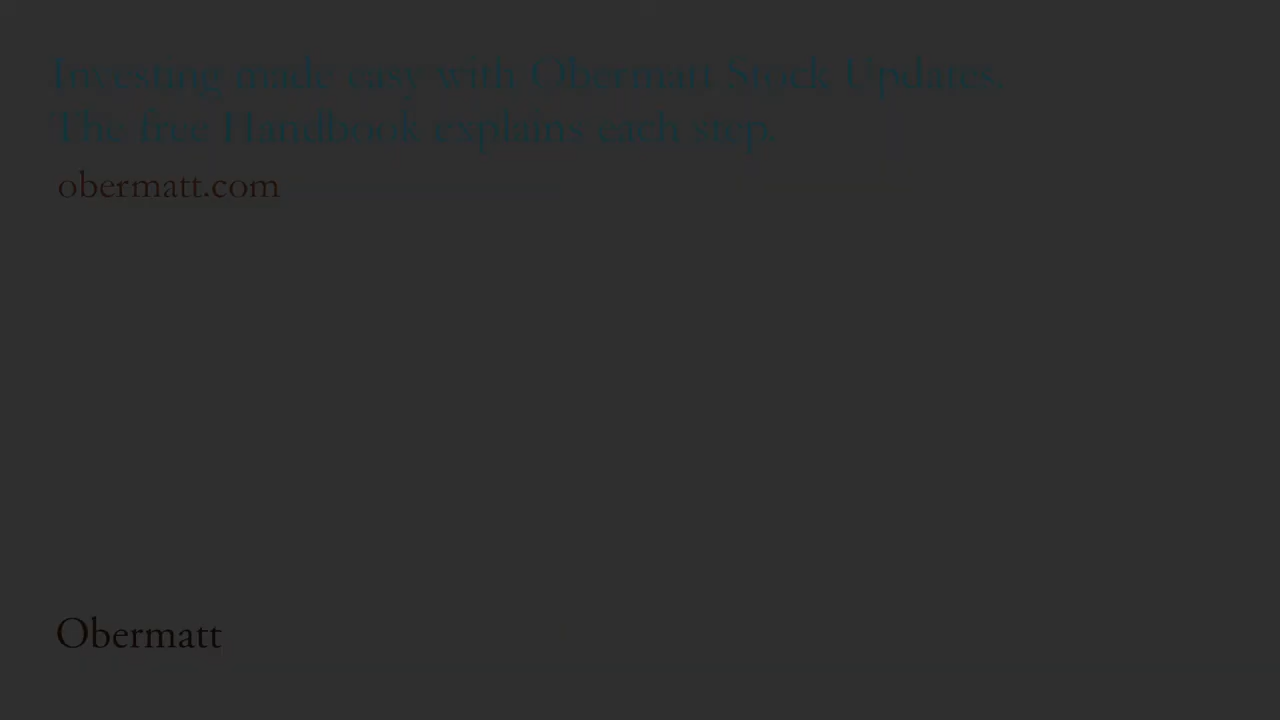 Investing made easy with Obermatt Stock Updates.
The free Handbook explains each step.
obermatt.com
Obermatt